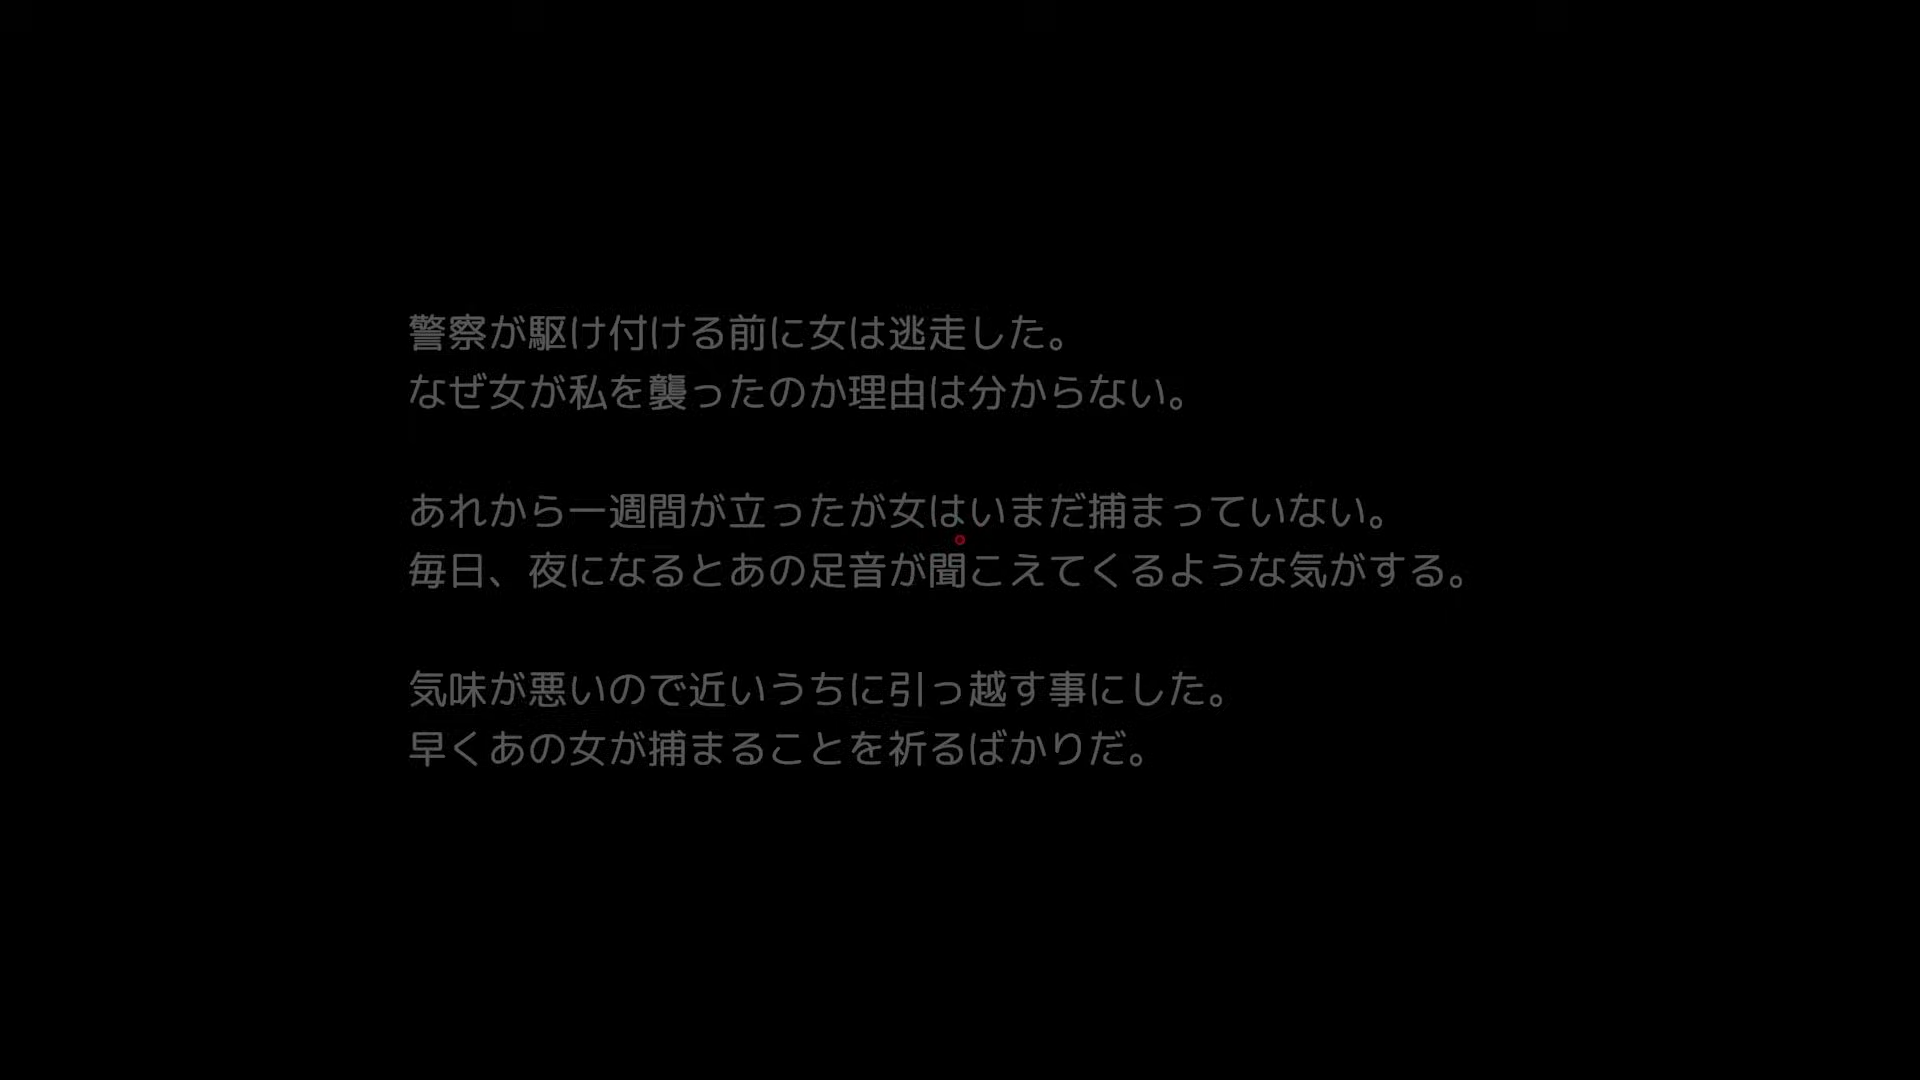 警察が駆け付ける前に女は逃走した。
なぜ女が私を襲ったのか理由は分からない。
あれから一週間が立ったが女はいまだ捕まっていない。
毎日、夜になるとあの足音が聞こえてくるような気がする。
気味が悪いので近いうちに引っ越す事にした。
早くあの女が捕まることを祈るばかりだ。